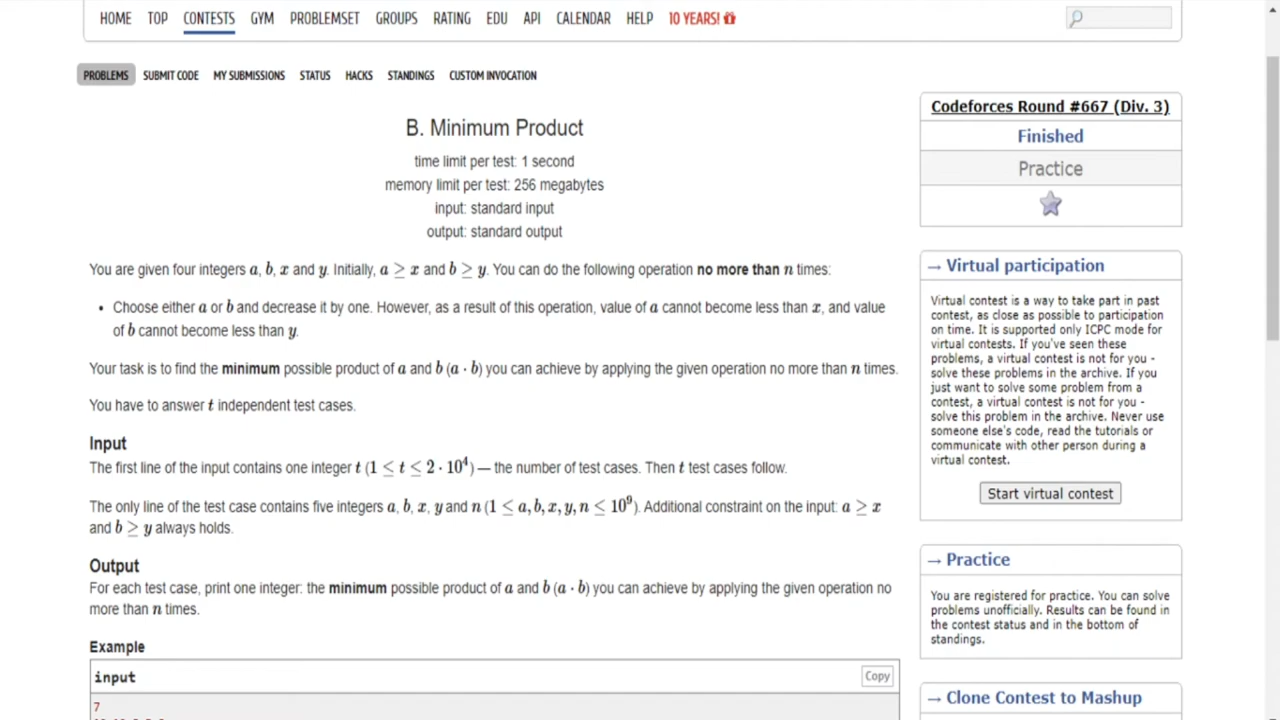 HOME TOP CONTESTS GYM PROBLEMSET GROUPS RATING EDU API CALENDAR HELP 10 YEARS!
PROBLEMS SUBMIT CODE MY SUBMISSIONS STATUS HACKS STANDINGS CUSTOM INVOCATION
B. Minimum Product
time limit per test: 1 second
memory limit per test: 256 megabytes
input: standard input
output: standard output
You are given four integers a, b, x and y. Initially, a ≥ x and b ≥ y. You can do the following operation no more than n times:
• Choose either a or b and decrease it by one. However, as a result of this operation, value of a cannot become less than x, and value
of b cannot become less than y.
Your task is to find the minimum possible product of a and b (a · b) you can achieve by applying the given operation no more than n times.
You have to answer t independent test cases.
Input
The first line of the input contains one integer t (1 ≤ t ≤ 2 · 10⁴) — the number of test cases. Then t test cases follow.
The only line of the test case contains five integers a, b, x, y and n (1 ≤ a, b, x, y, n ≤ 10⁹). Additional constraint on the input: a ≥ x
and b ≥ y always holds.
Output
For each test case, print one integer: the minimum possible product of a and b (a · b) you can achieve by applying the given operation no
more than n times.
Example
input
Copy
7
Codeforces Round #667 (Div. 3)
Finished
Practice
→ Virtual participation
Virtual contest is a way to take part in past
contest, as close as possible to participation
on time. It is supported only ICPC mode for
virtual contests. If you've seen these
problems, a virtual contest is not for you -
solve these problems in the archive. If you
just want to solve some problem from a
contest, a virtual contest is not for you -
solve this problem in the archive. Never use
someone else's code, read the tutorials or
communicate with other person during a
virtual contest.
Start virtual contest
→ Practice
You are registered for practice. You can solve
problems unofficially. Results can be found in
the contest status and in the bottom of
standings.
→ Clone Contest to Mashup